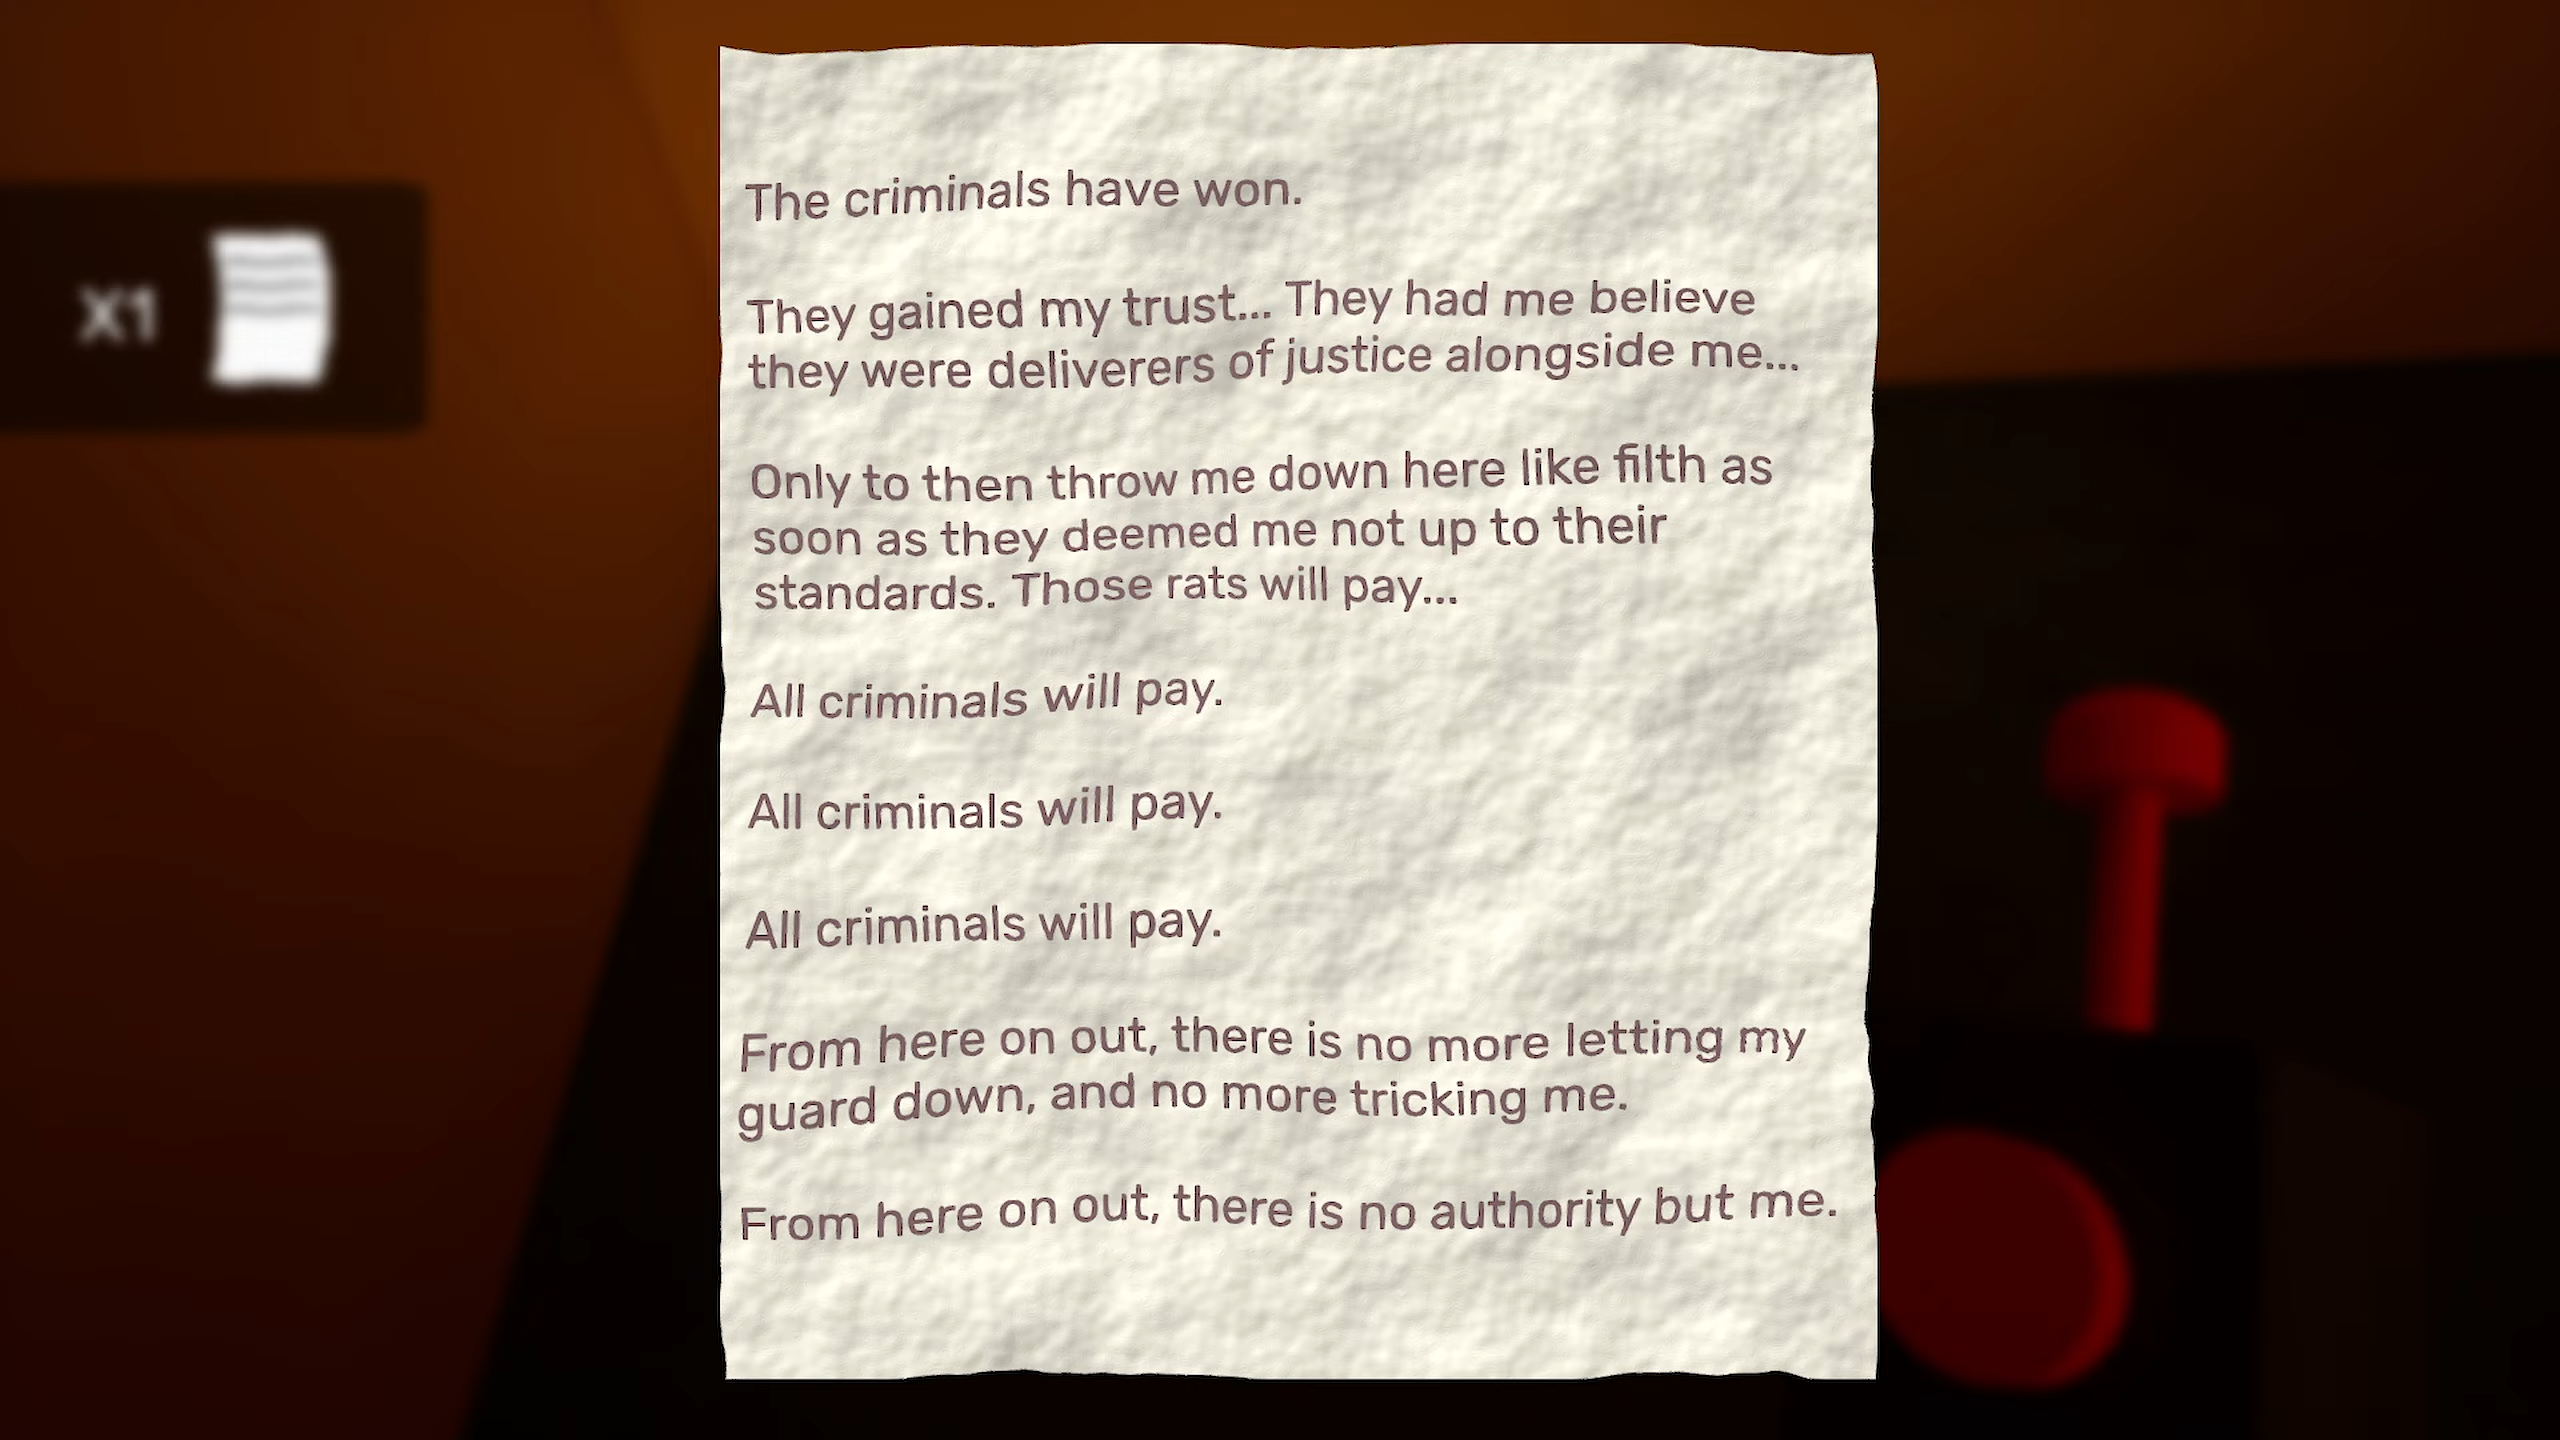 X1
The criminals have won.
They gained my trust... They had me believe
they were deliverers of justice alongside me...
Only to then throw me down here like filth as
soon as they deemed me not up to their
standards. Those rats will pay...
All criminals will pay.
All criminals will pay.
All criminals will pay.
From here on out, there is no more letting my
guard down, and no more tricking me.
From here on out, there is no authority but me.